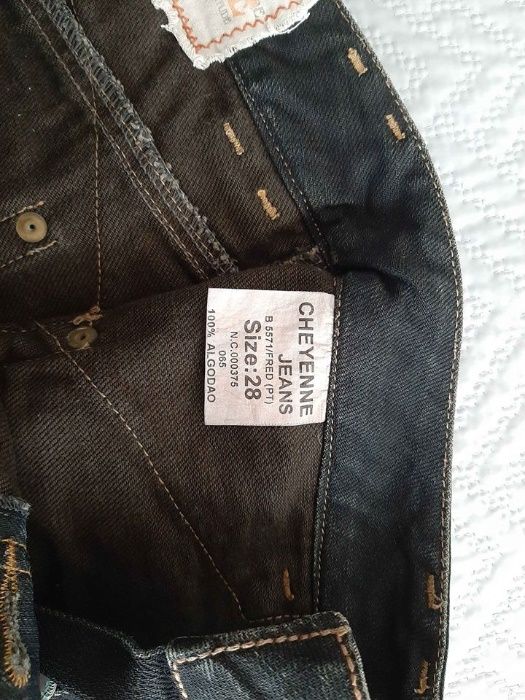 CHEYENNE
JEANS
B 5571/FRED (PT)
Size:28
N.C.000375
065
100% ALGODAO